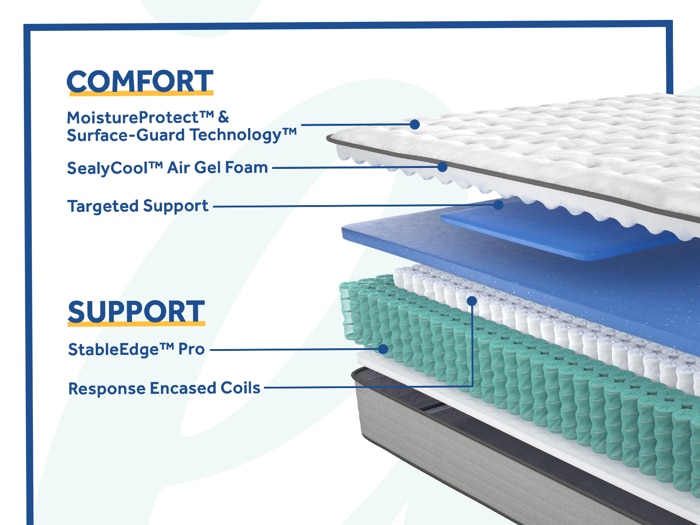 COMFORT
MoistureProtect™ &
Surface-Guard Technology™
SealyCool™ Air Gel Foam
Targeted Support
SUPPORT
StableEdge™ Pro
Response Encased Coils